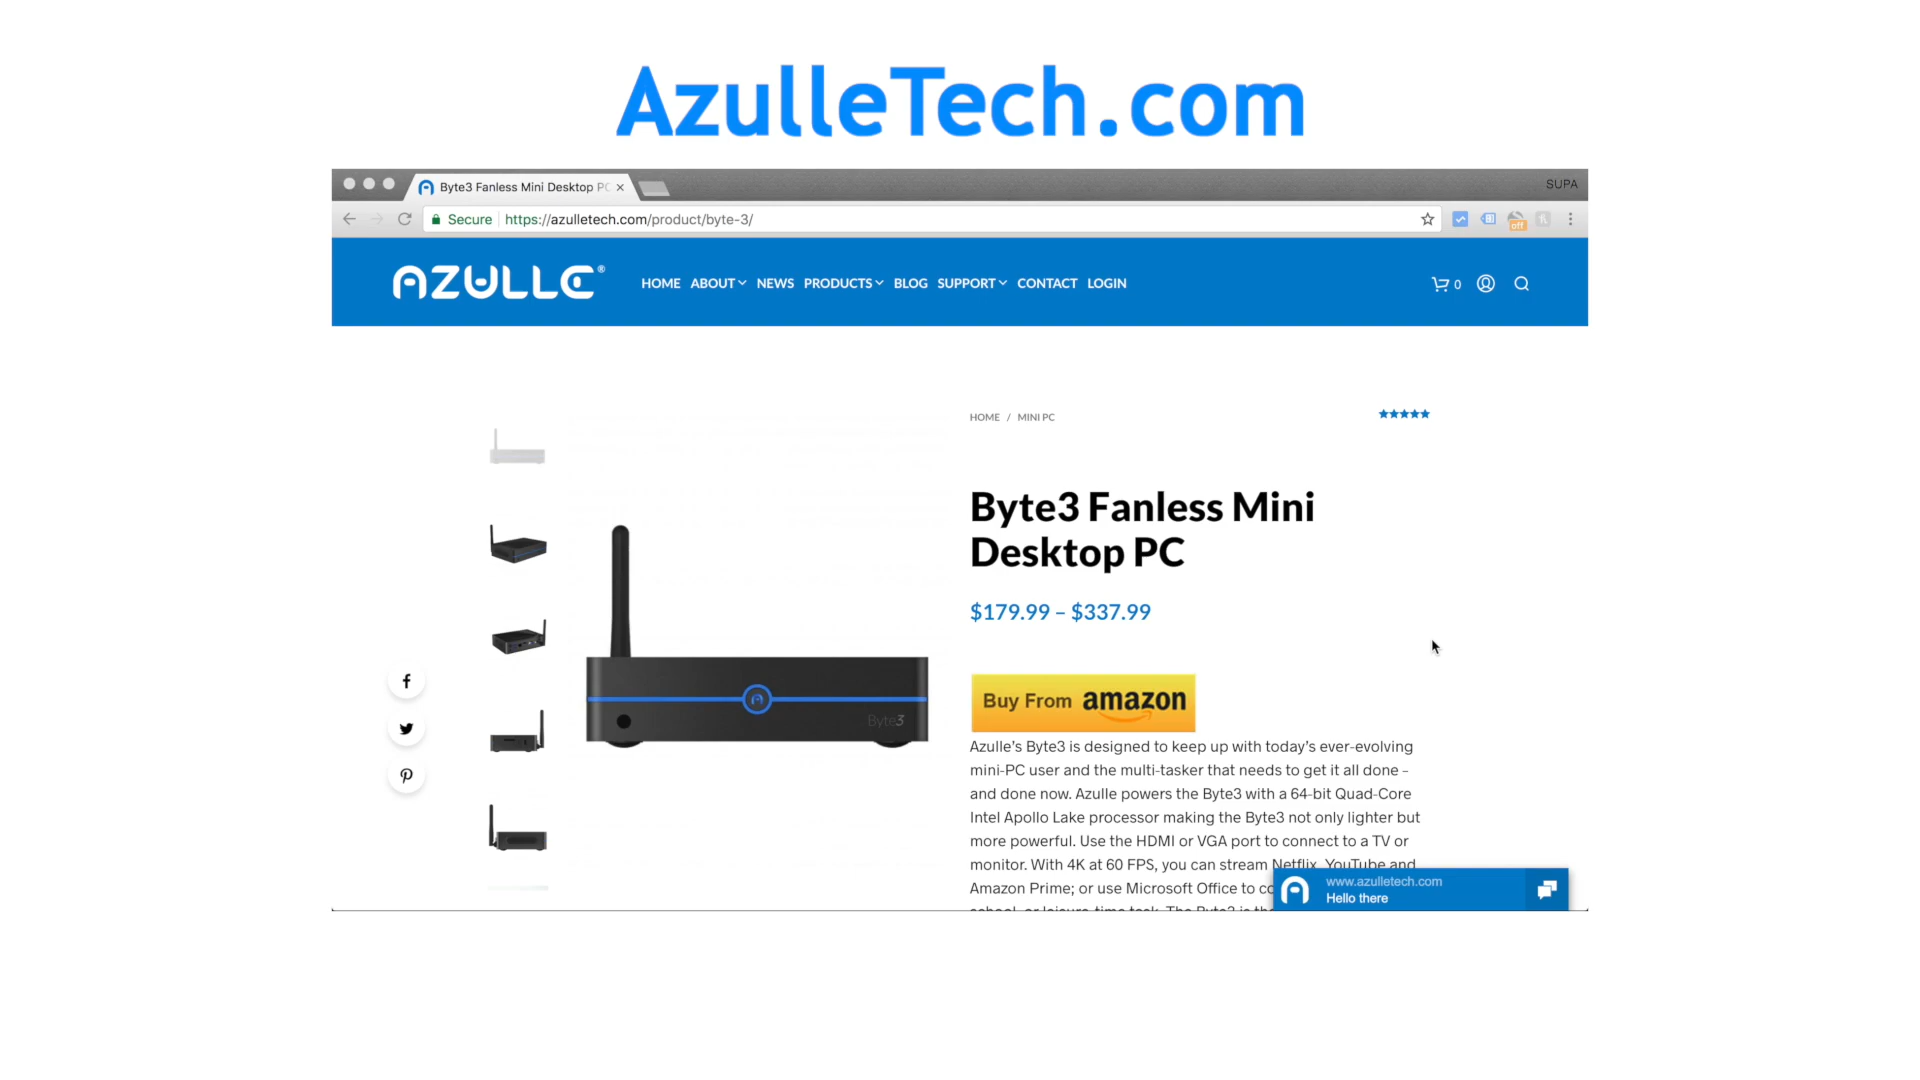 AzulleTech.com
Byte3 Fanless Mini Desktop PC
SUPA
Secure https://azulletech.com/product/byte-3/
off
AZULLE®
HOME ABOUT NEWS PRODUCTS BLOG SUPPORT CONTACT LOGIN
0
HOME / MINI PC
Byte3 Fanless Mini
Desktop PC
$179.99 – $337.99
Byte3
Buy From amazon
Azulle’s Byte3 is designed to keep up with today’s ever-evolving
mini-PC user and the multi-tasker that needs to get it all done –
and done now. Azulle powers the Byte3 with a 64-bit Quad-Core
Intel Apollo Lake processor making the Byte3 not only lighter but
more powerful. Use the HDMI or VGA port to connect to a TV or
monitor. With 4K at 60 FPS, you can stream Netflix, YouTube and
Amazon Prime; or use Microsoft Office to
school, or leisure-time task. The Byte3 is
www.azulletech.com
Hello there